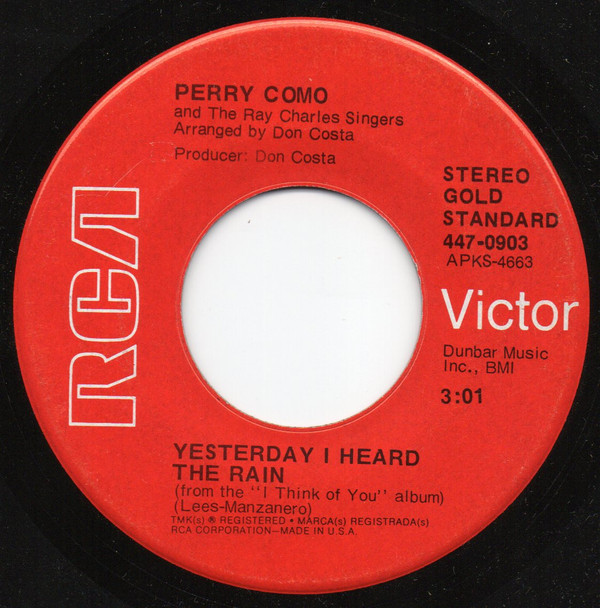 PERRY COMO
and The Ray Charles Singers
Arranged by Don Costa
Producer: Don Costa
RCA
STEREO
GOLD
STANDARD
447-0903
APKS-4663
Victor
Dunbar Music
Inc., BMI
3:01
YESTERDAY I HEARD
THE RAIN
(from the "I Think of You" album)
(Lees-Manzanero)
TMK(s) ® REGISTERED • MARCA(s) REGISTRADA(s)
RCA CORPORATION—MADE IN U.S.A.